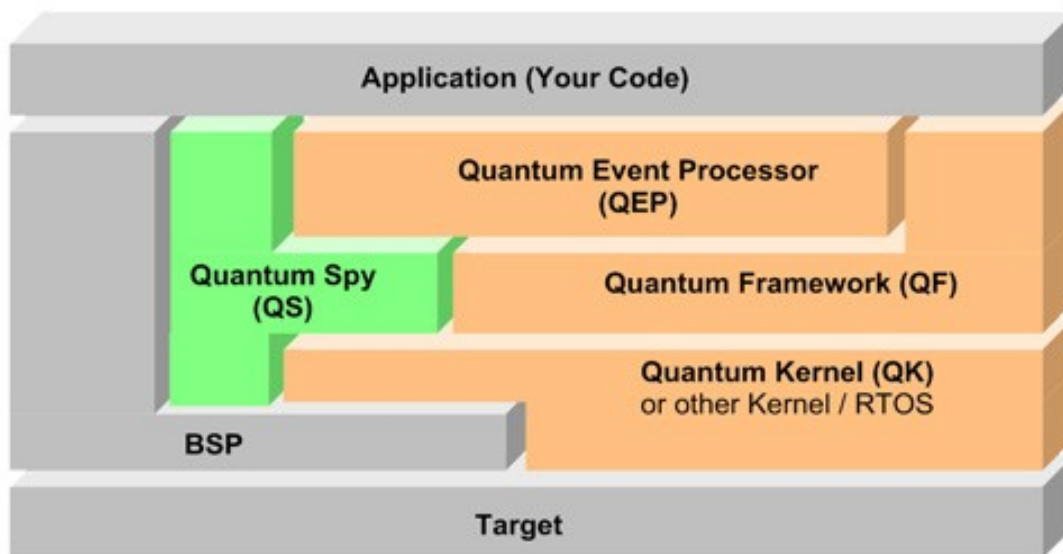 Application (Your Code)
Quantum Event Processor
(QEP)
Quantum Spy
(QS)
Quantum Framework (QF)
Quantum Kernel (QK)
or other Kernel / RTOS
BSP
Target